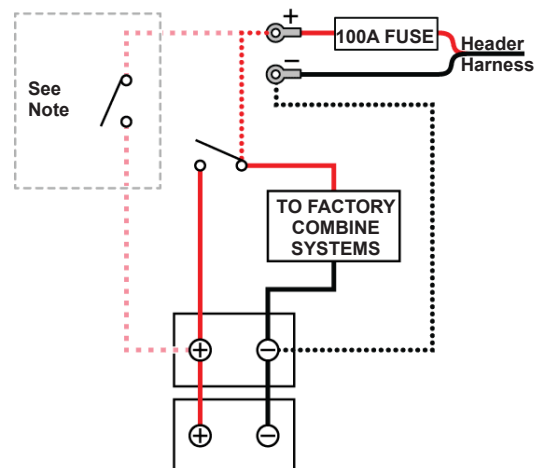 +
100A FUSE
Header
Harness
−
See
Note
TO FACTORY
COMBINE
SYSTEMS
+
−
+
−